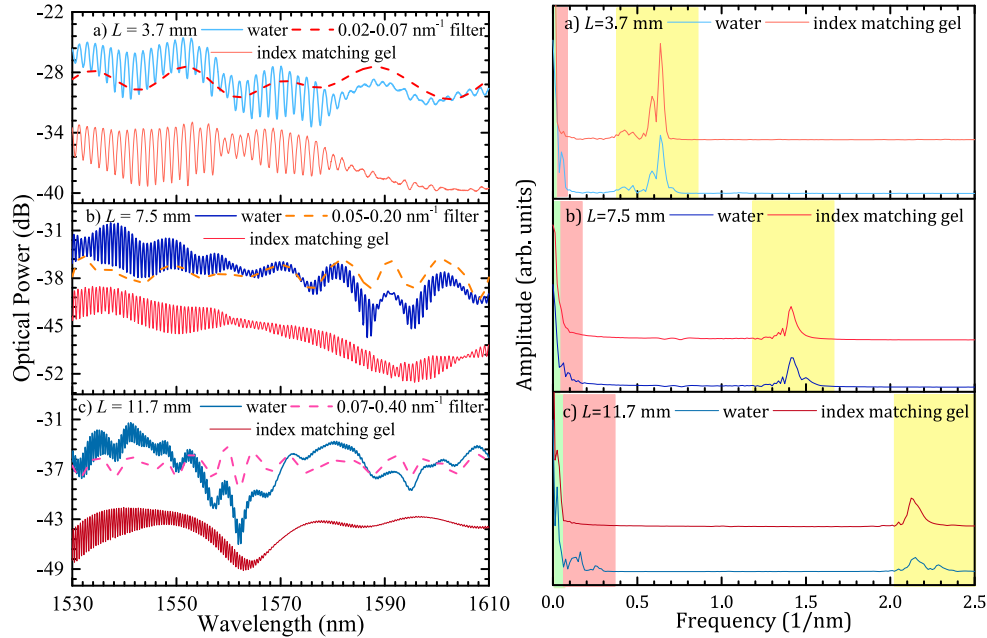 -22
-28
-34
-40
a) L = 3.7 mm water 0.02-0.07 nm⁻¹ filter
index matching gel
-31
-38
-45
-52
b) L = 7.5 mm water 0.05-0.20 nm⁻¹ filter
index matching gel
-31
-37
-43
-49
c) L = 11.7 mm water 0.07-0.40 nm⁻¹ filter
index matching gel
Optical Power (dB)
1530 1550 1570 1590 1610
Wavelength (nm)
a) L=3.7 mm
index matching gel
water
b) L=7.5 mm water index matching gel
c) L=11.7 mm water index matching gel
Amplitude (arb. units)
0.0 0.5 1.0 1.5 2.0 2.5
Frequency (1/nm)